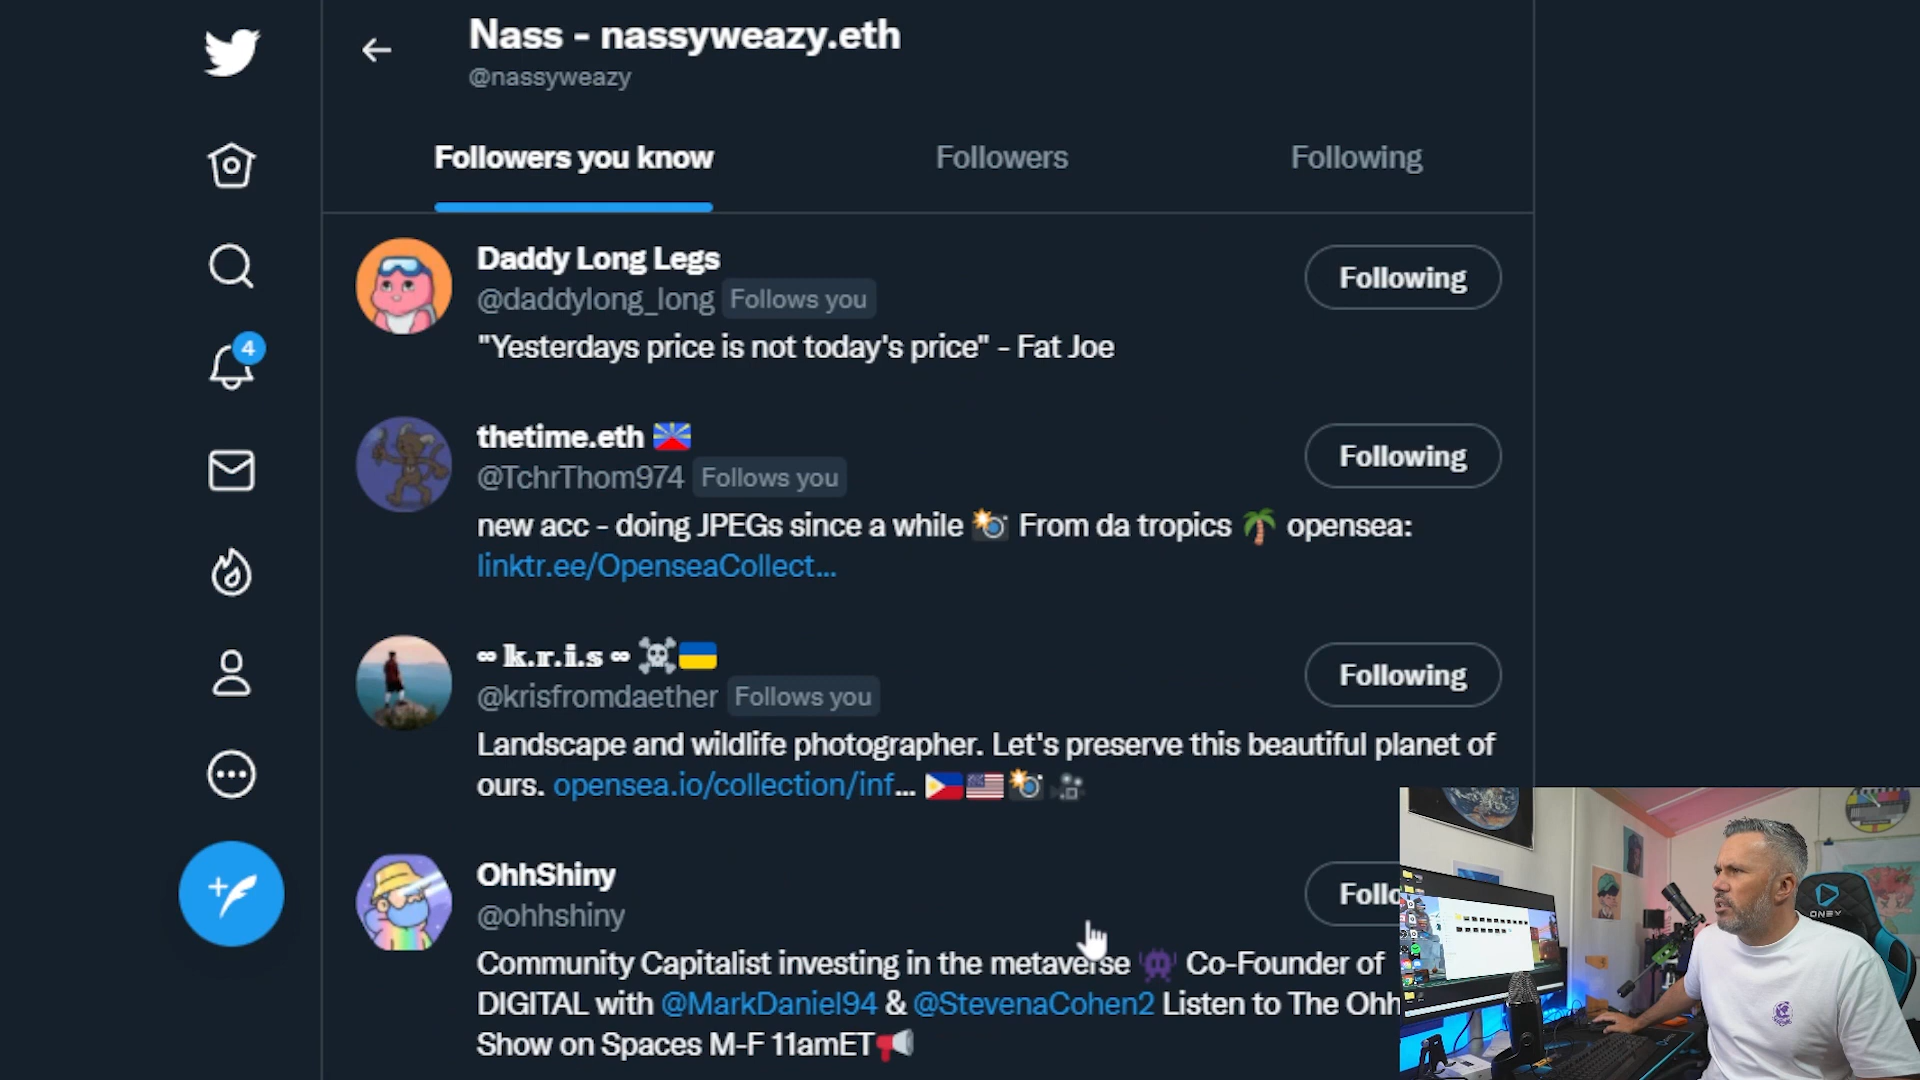 Nass - nassyweazy.eth
@nassyweazy
Followers you know
Followers
Following
4
Daddy Long Legs
@daddylong_long Follows you
Following
"Yesterdays price is not today's price" - Fat Joe
thetime.eth
@TchrThom974 Follows you
Following
new acc - doing JPEGs since a while 📸 From da tropics 🌴 opensea:
linktr.ee/OpenseaCollect...
∞ 𝕜.𝕣.𝕚.𝕤 ∞ ☠️🇺🇦
@krisfromdaether Follows you
Following
Landscape and wildlife photographer. Let's preserve this beautiful planet of
ours. opensea.io/collection/inf... 🇵🇭🇺🇸📸🎥
OhhShiny
@ohhshiny
Follo
Community Capitalist investing in the metaverse 👾 Co-Founder of
DIGITAL with @MarkDaniel94 & @StevenaCohen2 Listen to The Ohh
Show on Spaces M-F 11amET📢
ONEX